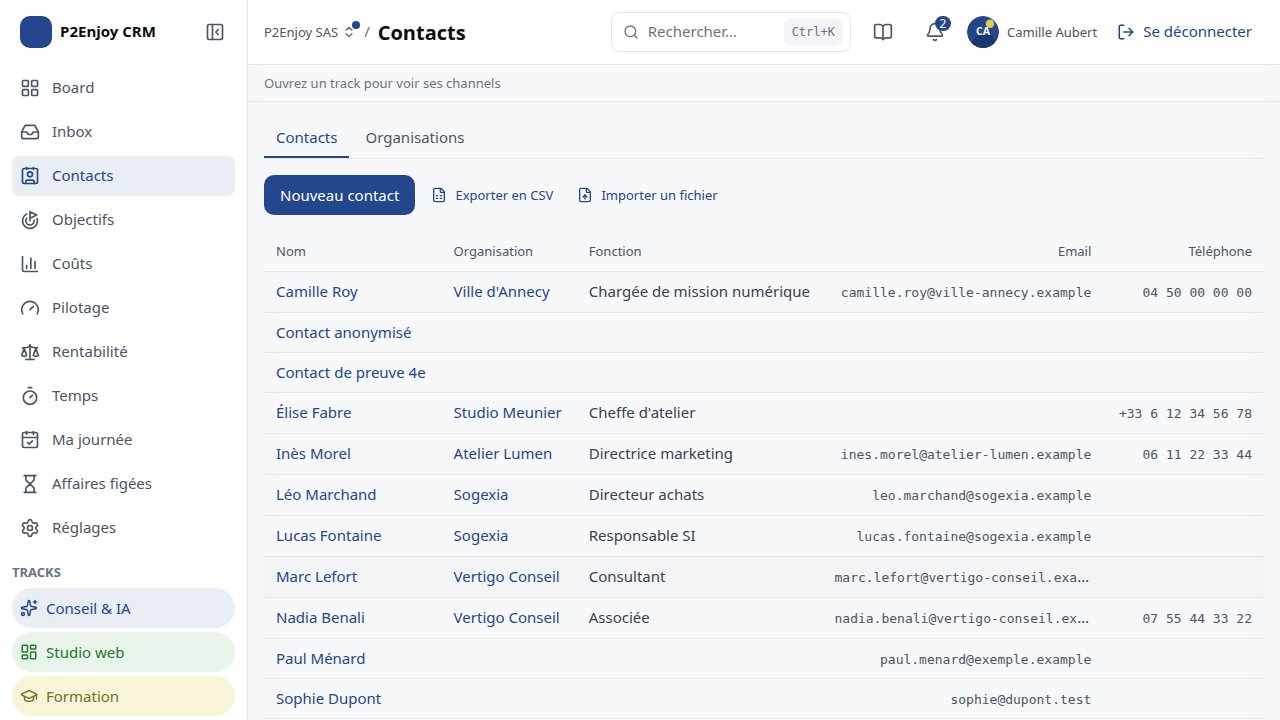 P2Enjoy CRM
P2Enjoy SAS / Contacts
Rechercher... Ctrl+K
2
CA Camille Aubert
Se déconnecter
Board
Inbox
Contacts
Objectifs
Coûts
Pilotage
Rentabilité
Temps
Ma journée
Affaires figées
Réglages
TRACKS
Conseil & IA
Studio web
Formation
Ouvrez un track pour voir ses channels
Contacts Organisations
Nouveau contact Exporter en CSV Importer un fichier
Nom Organisation Fonction Email Téléphone
Camille Roy Ville d'Annecy Chargée de mission numérique camille.roy@ville-annecy.example 04 50 00 00 00
Contact anonymisé
Contact de preuve 4e
Élise Fabre Studio Meunier Cheffe d'atelier +33 6 12 34 56 78
Inès Morel Atelier Lumen Directrice marketing ines.morel@atelier-lumen.example 06 11 22 33 44
Léo Marchand Sogexia Directeur achats leo.marchand@sogexia.example
Lucas Fontaine Sogexia Responsable SI lucas.fontaine@sogexia.example
Marc Lefort Vertigo Conseil Consultant marc.lefort@vertigo-conseil.exa…
Nadia Benali Vertigo Conseil Associée nadia.benali@vertigo-conseil.ex… 07 55 44 33 22
Paul Ménard paul.menard@exemple.example
Sophie Dupont sophie@dupont.test